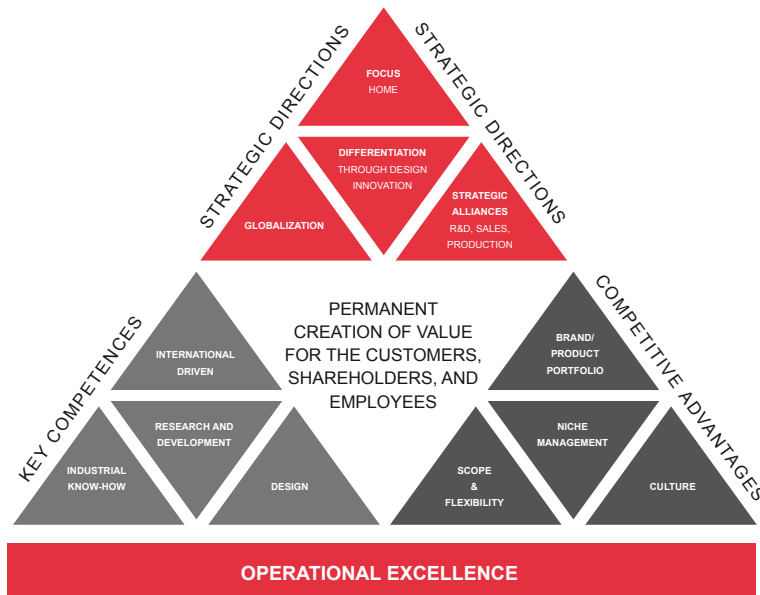 STRATEGIC DIRECTIONS
STRATEGIC DIRECTIONS
FOCUS
HOME
DIFFERENTIATION
THROUGH DESIGN
INNOVATION
GLOBALIZATION
STRATEGIC
ALLIANCES
R&D, SALES,
PRODUCTION
PERMANENT
CREATION OF VALUE
FOR THE CUSTOMERS,
SHAREHOLDERS, AND
EMPLOYEES
KEY COMPETENCES
INTERNATIONAL
DRIVEN
RESEARCH AND
DEVELOPMENT
INDUSTRIAL
KNOW-HOW
DESIGN
COMPETITIVE ADVANTAGES
BRAND/
PRODUCT
PORTFOLIO
NICHE
MANAGEMENT
SCOPE
&
FLEXIBILITY
CULTURE
OPERATIONAL EXCELLENCE